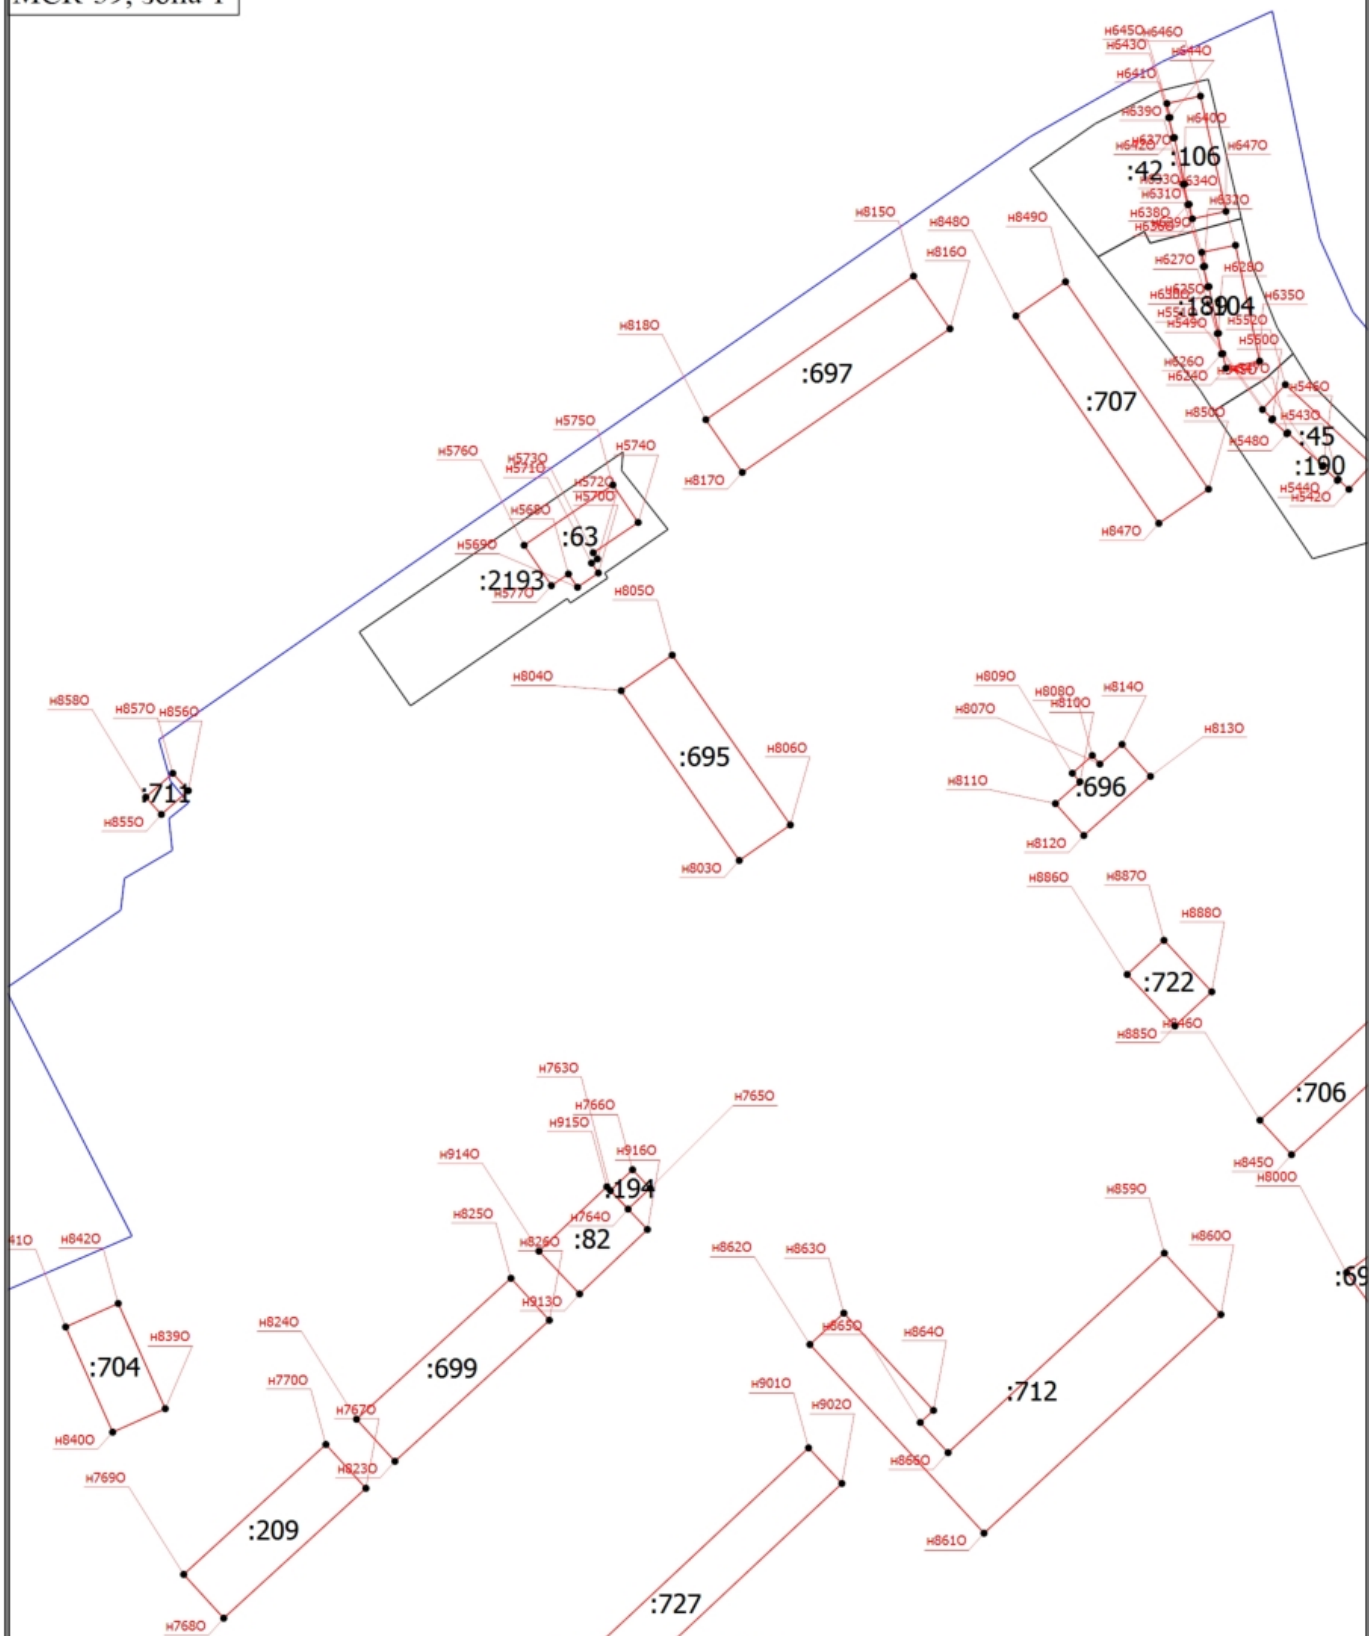 МСК-59, зона 1
н645О н646О
н643О
н644О
н641О
н639О
н640О
н637О
н642О
н647О
:106
:42
н634О
н631О
н632О
н638О
н815О
н848О
н849О
н816О
н627О
н628О
н625О
н635О
н818О
н549О
н552О
н550О
н626О
н624О
:697
:707
н546О
н850О
н543О
н548О
:45
:190
н544О
н542О
н575О
н574О
н576О
н573О
н571О
н572О
н570О
н817О
н568О
н847О
:63
н569О
:2193
н577О
н805О
н804О
н809О
н808О
н810О
н814О
н807О
н813О
н858О
н857О
н856О
:695
н806О
:696
:711
н811О
н855О
н812О
н803О
н886О
н887О
н888О
:722
н885О
н846О
:706
н763О
н766О
н765О
н915О
н914О
н916О
н845О
н800О
:194
н859О
н825О
н764О
:82
н860О
41О
н842О
н826О
н862О
н863О
:69
н913О
н824О
н865О
н864О
н839О
:704
:699
н770О
н901О
:712
н767О
н902О
н840О
н823О
н866О
н769О
:209
н861О
:727
н768О